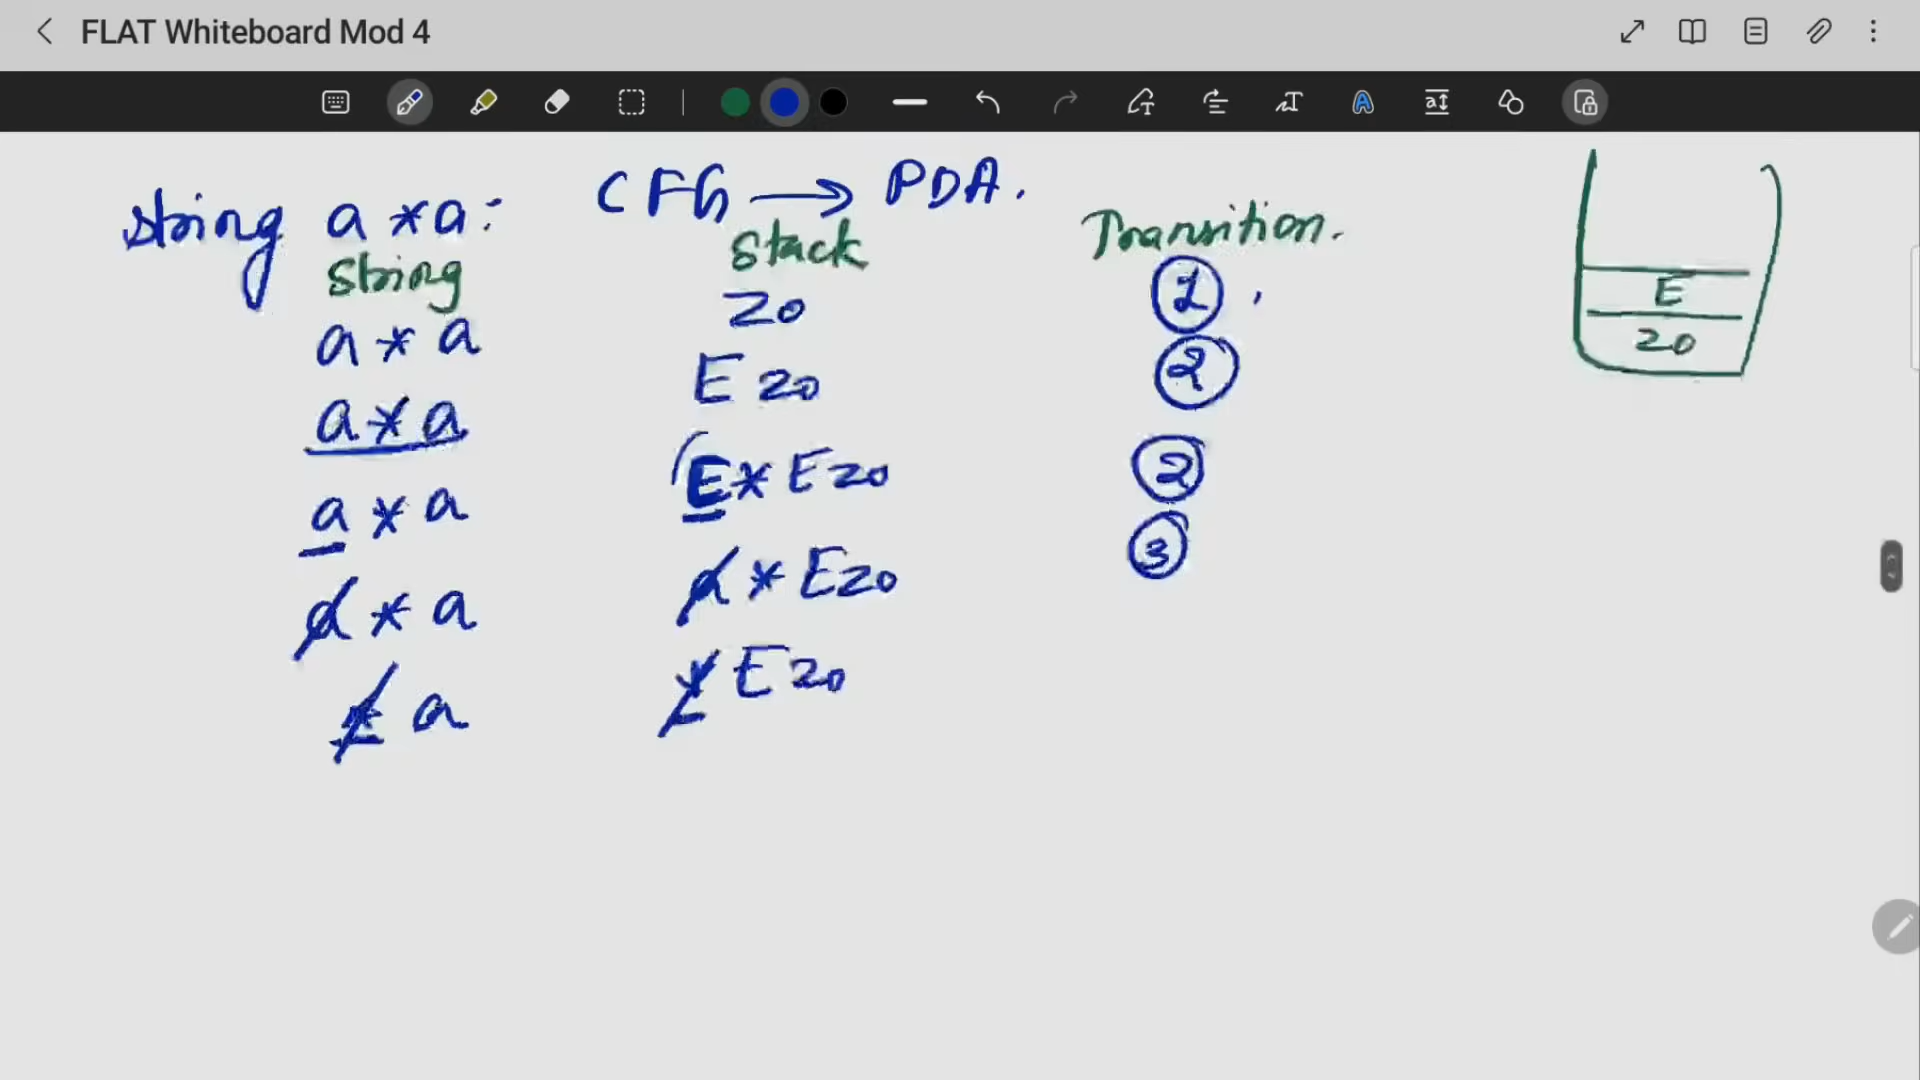 FLAT Whiteboard Mod 4
CFG → PDA.
string a * a :
String Stack Transition.
a * a Z0 1 ,
a * a E Z0 2
a * a E * E Z0 2
a * a a * E Z0 3
* a * E Z0
E
Z0